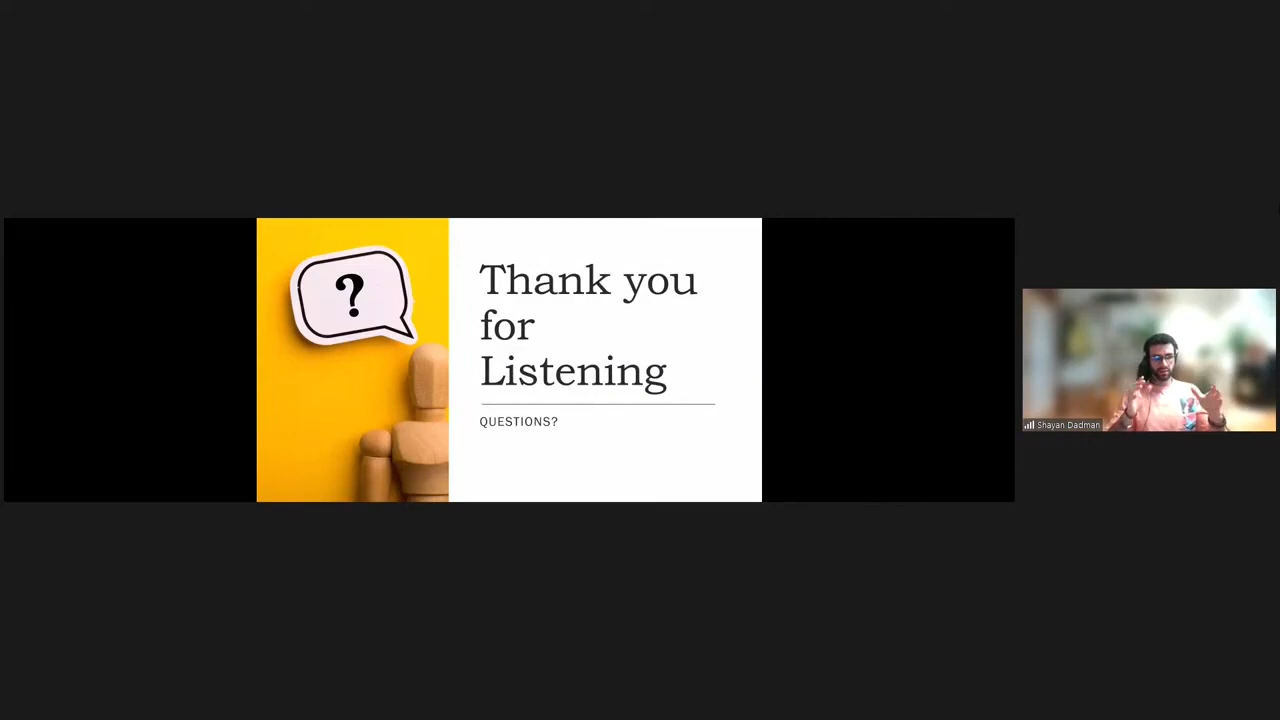 ?
Thank you
for
Listening
QUESTIONS?
Shayan Dadman